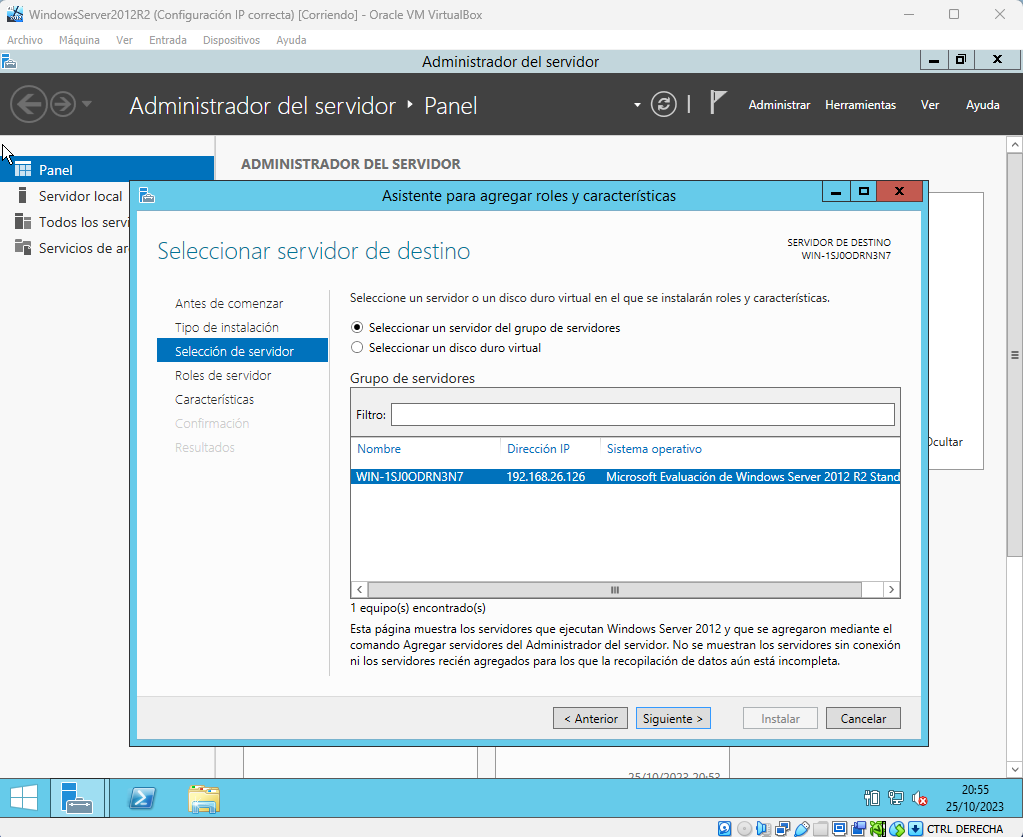 WindowsServer2012R2 (Configuración IP correcta) [Corriendo] - Oracle VM VirtualBox
Archivo Máquina Ver Entrada Dispositivos Ayuda
Administrador del servidor
Administrador del servidor ‣ Panel
Administrar Herramientas Ver Ayuda
Panel
Servidor local
Todos los servi
Servicios de ar
ADMINISTRADOR DEL SERVIDOR
Asistente para agregar roles y características
Seleccionar servidor de destino
SERVIDOR DE DESTINO
WIN-1SJ0ODRN3N7
Antes de comenzar
Tipo de instalación
Selección de servidor
Roles de servidor
Características
Confirmación
Resultados
Seleccione un servidor o un disco duro virtual en el que se instalarán roles y características.
Seleccionar un servidor del grupo de servidores
Seleccionar un disco duro virtual
Grupo de servidores
Filtro:
Nombre Dirección IP Sistema operativo
WIN-1SJ0ODRN3N7 192.168.26.126 Microsoft Evaluación de Windows Server 2012 R2 Stand
1 equipo(s) encontrado(s)
Esta página muestra los servidores que ejecutan Windows Server 2012 y que se agregaron mediante el
comando Agregar servidores del Administrador del servidor. No se muestran los servidores sin conexión
ni los servidores recién agregados para los que la recopilación de datos aún está incompleta.
Ocultar
< Anterior Siguiente > Instalar Cancelar
25/10/2023 20:53
20:55
25/10/2023
CTRL DERECHA